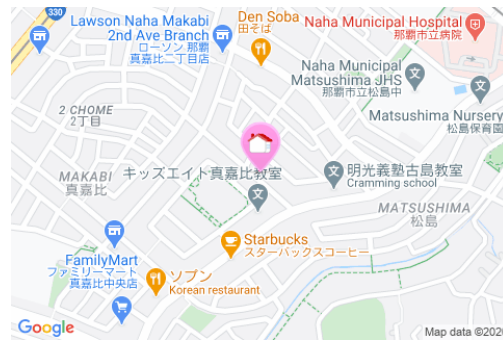 330
Lawson Naha Makabi
2nd Ave Branch
ローソン 那覇
真嘉比二丁目店
Den Soba
田そば
Naha Municipal Hospital
那覇市立病院
Naha Municipal
Matsushima JHS
那覇市立松島中
2 CHOME
2丁目
Matsushima Nursery
松島保育園
MAKABI
真嘉比
キッズエイト真嘉比教室
明光義塾古島教室
Cramming school
MATSUSHIMA
松島
Starbucks
スターバックスコーヒー
FamilyMart
ファミリーマート
真嘉比中央店
ソプン
Korean restaurant
Google
Map data ©202